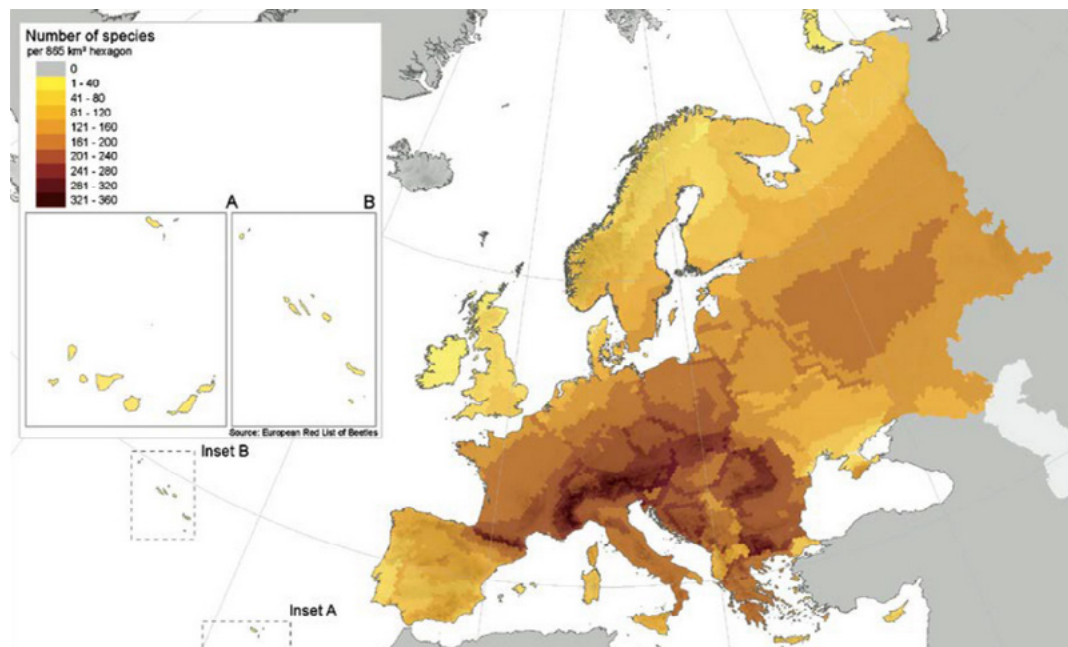 Number of species
per 865 km² hexagon
0
1 - 40
41 - 80
81 - 120
121 - 160
161 - 200
201 - 240
241 - 280
281 - 320
321 - 360
A
B
Source: European Red List of Beetles
Inset B
Inset A